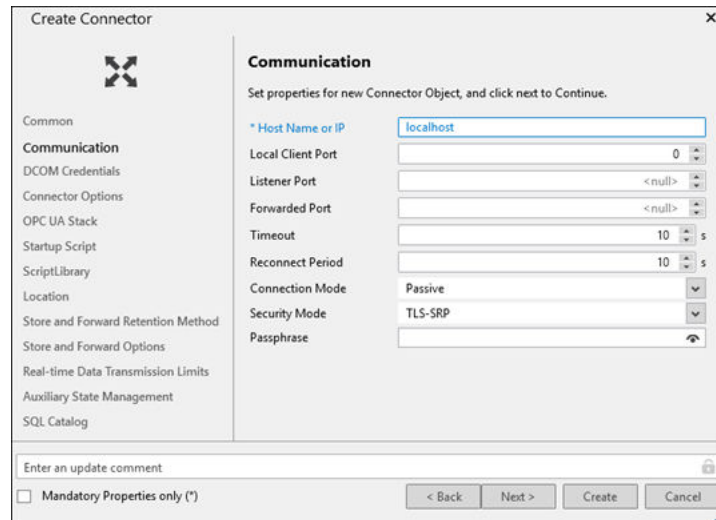 Create Connector
Common
Communication
DCOM Credentials
Connector Options
OPC UA Stack
Startup Script
ScriptLibrary
Location
Store and Forward Retention Method
Store and Forward Options
Real-time Data Transmission Limits
Auxiliary State Management
SQL Catalog
Communication
Set properties for new Connector Object, and click next to Continue.
* Host Name or IP localhost
Local Client Port 0
Listener Port <null>
Forwarded Port <null>
Timeout 10 s
Reconnect Period 10 s
Connection Mode Passive
Security Mode TLS-SRP
Passphrase
Enter an update comment
Mandatory Properties only (*) < Back Next > Create Cancel